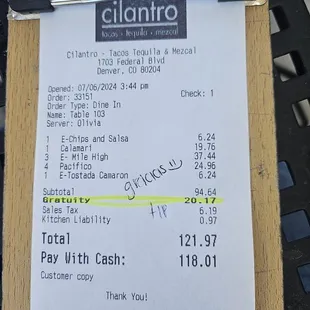 cilantro
tacos • tequila • mezcal
Cilantro - Tacos Tequila & Mezcal
1703 Federal Blvd
Denver, CO 80204
Opened: 07/06/2024 3:44 pm
Order: 33151 Check: 1
Order Type: Dine In
Name: Table 103
Server: Olivia
1 E-Chips and Salsa 6.24
1 Calamari 19.76
3 E- Mile High 37.44
4 Pacifico 24.96
1 E-Tostada Camaron 6.24
gracias
Subtotal 94.64
Gratuity 20.17
TIP
Sales Tax 6.19
Kitchen Liability 0.97
Total 121.97
Pay With Cash: 118.01
Customer copy
Thank You!